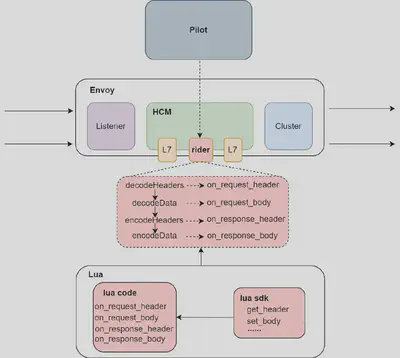 Pilot
Envoy
Listener
HCM
Cluster
L7
rider
L7
decodeHeaders
on_request_header
decodeData
on_request_body
encodeHeaders
on_response_header
encodeData
on_response_body
Lua
lua code
on_request_header
on_request_body
on_response_header
on_response_body
lua sdk
get_header
set_body
......